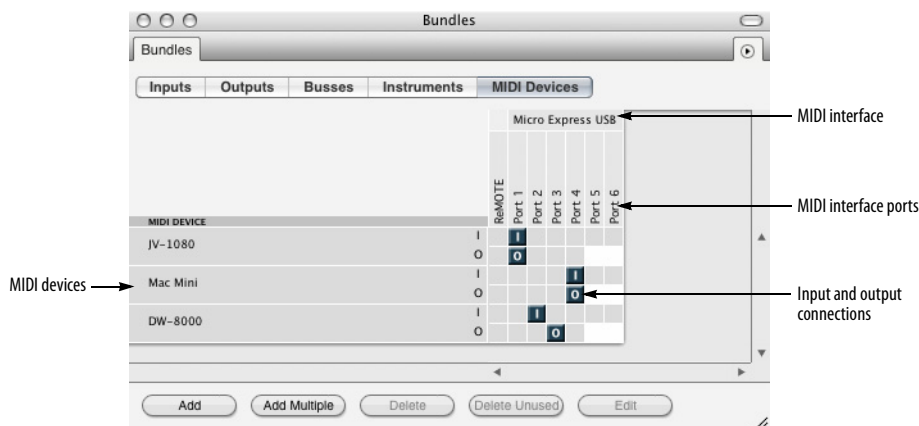 Bundles
Bundles
Inputs Outputs Busses Instruments MIDI Devices
Micro Express USB
MIDI interface
ReMOTE
Port 1
Port 2
Port 3
Port 4
Port 5
Port 6
MIDI interface ports
MIDI DEVICE
JV-1080
I I
O O
MIDI devices
Mac Mini
I I
O O
Input and output
connections
DW-8000
I I
O O
Add Add Multiple Delete Delete Unused Edit